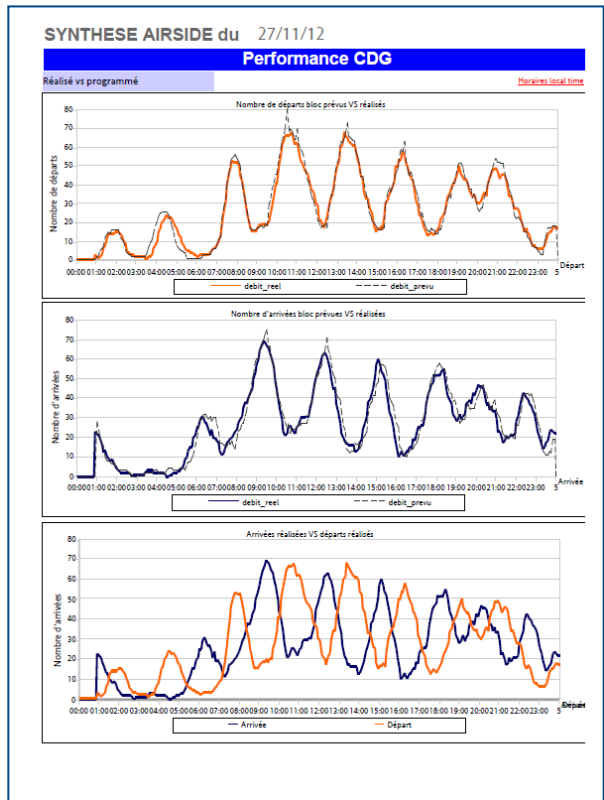 SYNTHESE AIRSIDE du 27/11/12
Performance CDG
Réalisé vs programmé
Horaires local time
Nombre de départs bloc prévus VS réalisés
Nombre de départs
80
70
60
50
40
30
20
10
0
00:00 01:00 02:00 03:00 04:00 05:00 06:00 07:00 08:00 09:00 10:00 11:00 12:00 13:00 14:00 15:00 16:00 17:00 18:00 19:00 20:00 21:00 22:00 23:00 5
Départ
debit_reel debit_prevu
Nombre d'arrivées bloc prévues VS réalisées
Nombre d'arrivées
80
70
60
50
40
30
20
10
0
00:00 01:00 02:00 03:00 04:00 05:00 06:00 07:00 08:00 09:00 10:00 11:00 12:00 13:00 14:00 15:00 16:00 17:00 18:00 19:00 20:00 21:00 22:00 23:00 5
Arrivée
debit_reel debit_prevu
Arrivées réalisées VS départs réalisés
Nombre d'arrivées
80
70
60
50
40
30
20
10
0
00:00 01:00 02:00 03:00 04:00 05:00 06:00 07:00 08:00 09:00 10:00 11:00 12:00 13:00 14:00 15:00 16:00 17:00 18:00 19:00 20:00 21:00 22:00 23:00 5
Arrivée Départ